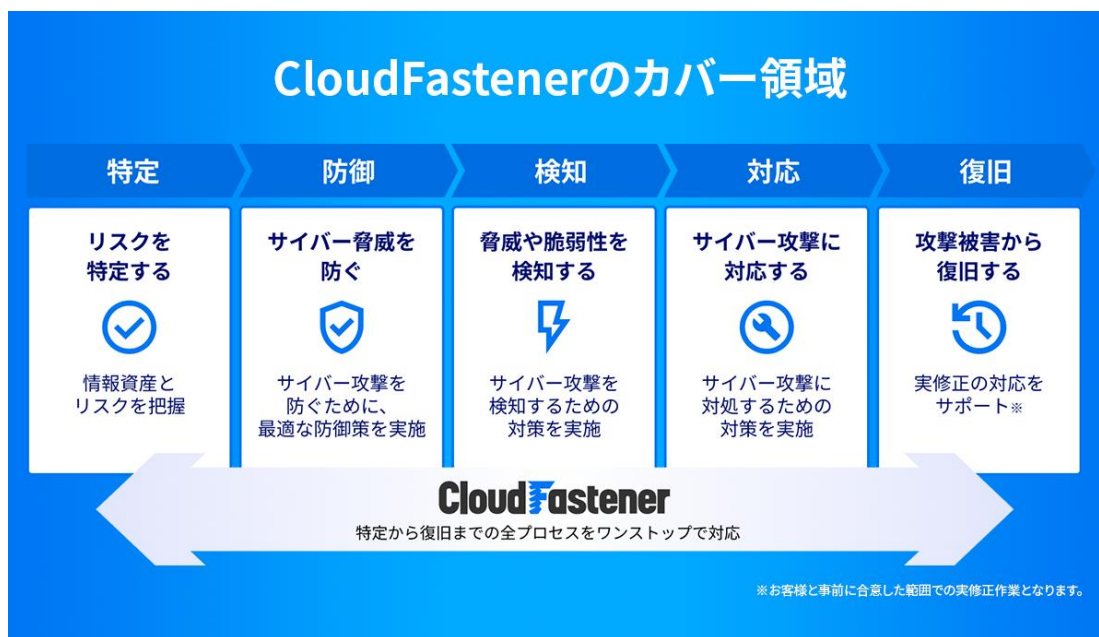 CloudFastenerのカバー領域
特定
防御
検知
対応
復旧
リスクを
特定する
情報資産と
リスクを把握
サイバー脅威を
防ぐ
サイバー攻撃を
防ぐために、
最適な防御策を実施
脅威や脆弱性を
検知する
サイバー攻撃を
検知するための
対策を実施
サイバー攻撃に
対応する
サイバー攻撃に
対処するための
対策を実施
攻撃被害から
復旧する
実修正の対応を
サポート※
CloudFastener
特定から復旧までの全プロセスをワンストップで対応
※お客様と事前に合意した範囲での実修正作業となります。